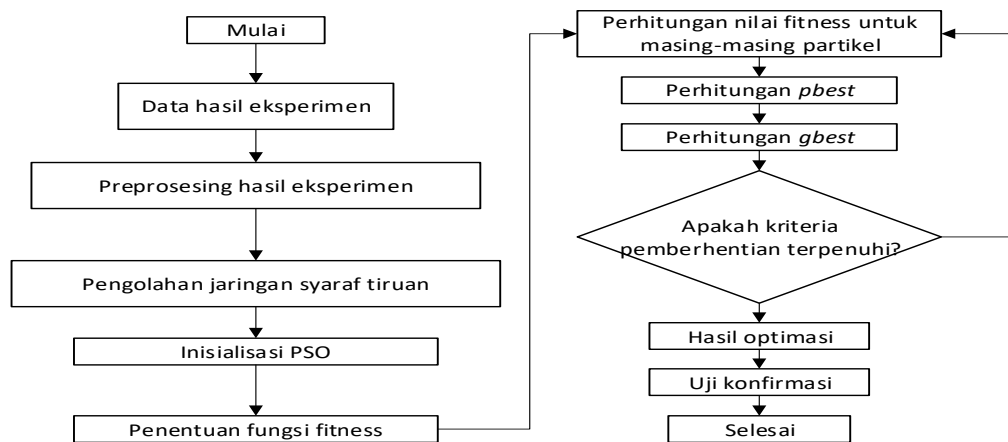 Mulai
Data hasil eksperimen
Preprosesing hasil eksperimen
Pengolahan jaringan syaraf tiruan
Inisialisasi PSO
Penentuan fungsi fitness
Perhitungan nilai fitness untuk
masing-masing partikel
Perhitungan pbest
Perhitungan gbest
Apakah kriteria
pemberhentian terpenuhi?
Hasil optimasi
Uji konfirmasi
Selesai